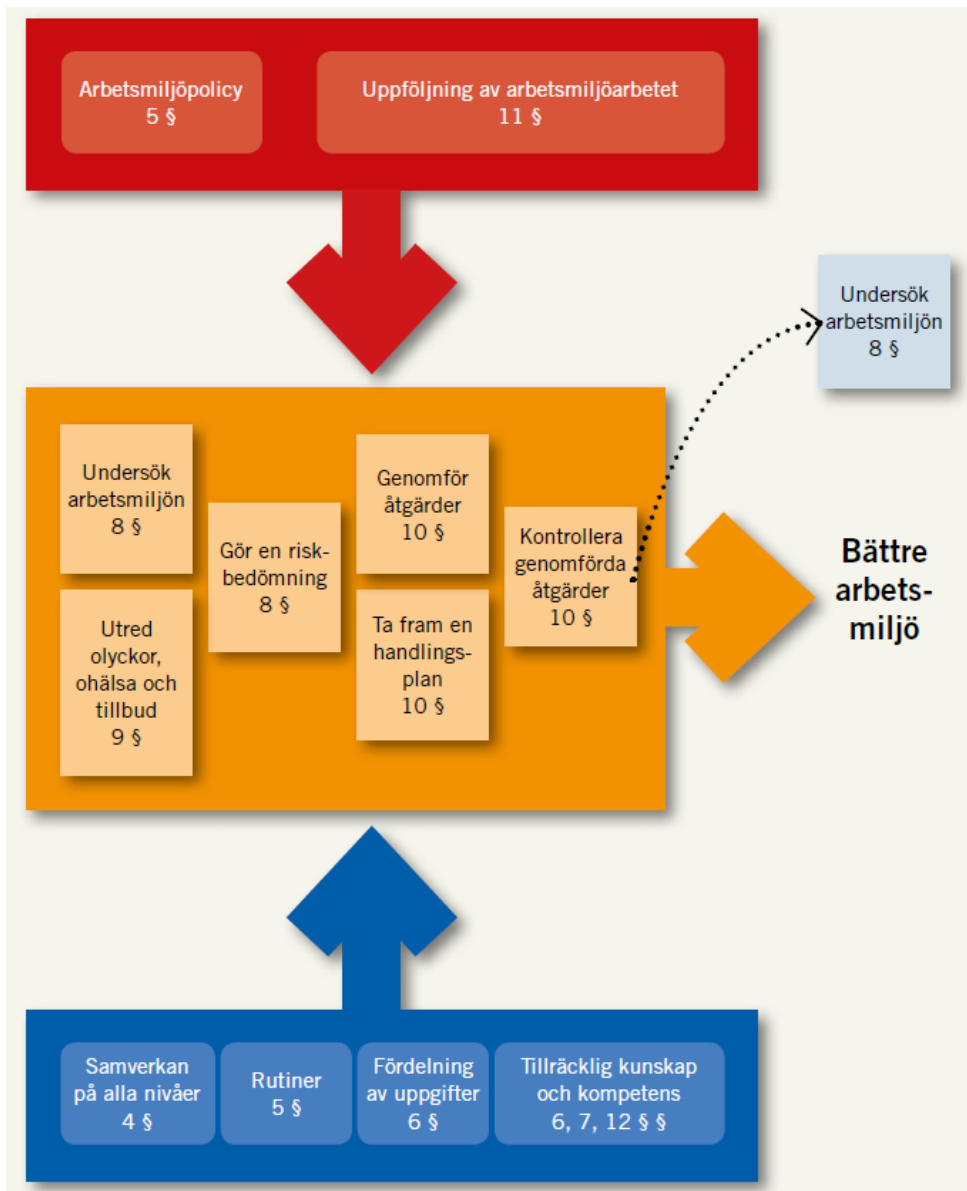 Arbetsmiljöpolicy
5 §
Uppföljning av arbetsmiljöarbetet
11 §
Undersök
arbetsmiljön
8 §
Undersök
arbetsmiljön
8 §
Utred
olyckor,
ohälsa och
tillbud
9 §
Gör en risk-
bedömning
8 §
Genomför
åtgärder
10 §
Ta fram en
handlings-
plan
10 §
Kontrollera
genomförda
åtgärder
10 §
Bättre
arbets-
miljö
Samverkan
på alla nivåer
4 §
Rutiner
5 §
Fördelning
av uppgifter
6 §
Tillräcklig kunskap
och kompetens
6, 7, 12 § §